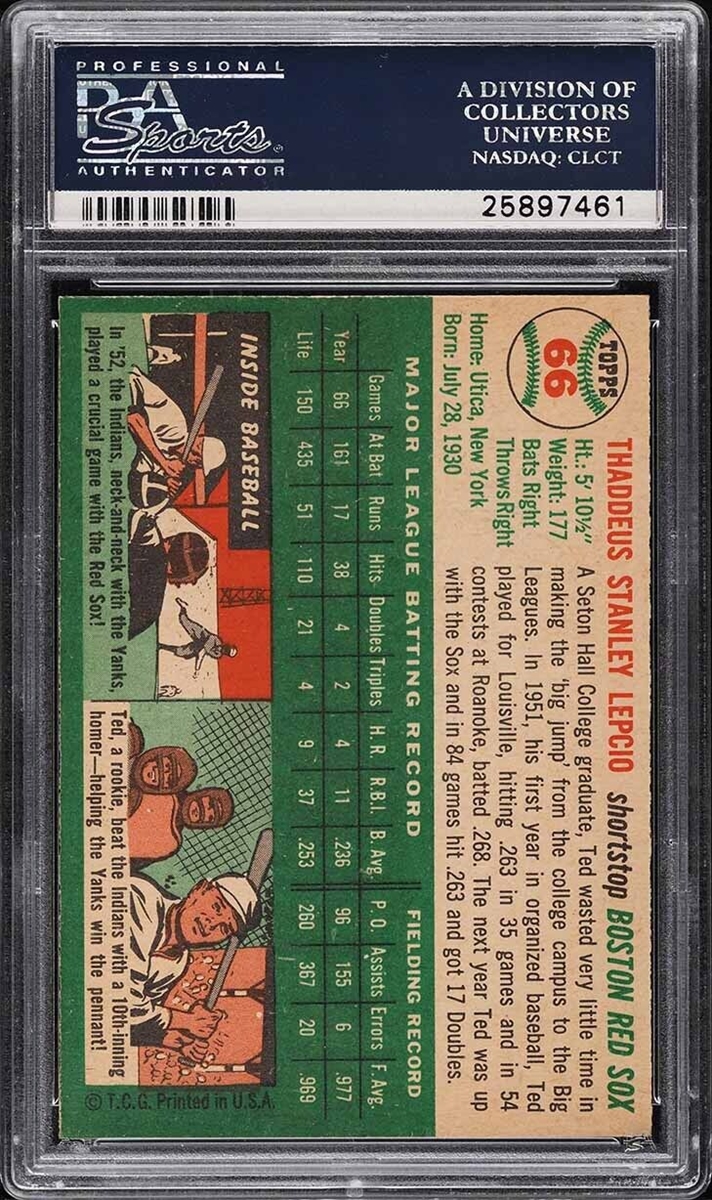 PROFESSIONAL
PSA
Sports
AUTHENTICATOR
A DIVISION OF
COLLECTORS
UNIVERSE
NASDAQ: CLCT
25897461
TOPPS
66
THADDEUS STANLEY LEPCIO shortstop BOSTON RED SOX
Ht.: 5' 10½"
Weight: 177
Bats Right
Throws Right
Home: Utica, New York
Born: July 28, 1930
A Seton Hall College graduate, Ted wasted very little time in
making the 'big jump' from the college campus to the Big
Leagues. In 1951, his first year in organized baseball, Ted
played for Louisville, hitting .263 in 35 games and in 54
contests at Roanoke, batted .268. The next year Ted was up
with the Sox and in 84 games hit .263 and got 17 Doubles.
MAJOR LEAGUE BATTING RECORD FIELDING RECORD
Games At Bat Runs Hits Doubles Triples H. R. R.B.I. B. Avg. P. O. Assists Errors F. Avg.
Year 66 161 17 38 4 2 4 11 .236 96 155 6 .977
Life 150 435 51 110 21 4 9 37 .253 260 367 20 .969
INSIDE BASEBALL
In '52, the Indians, neck-and-neck with the Yanks,
played a crucial game with the Red Sox!
Ted, a rookie, beat the Indians with a 10th-inning
homer—helping the Yanks win the pennant!
© T.C.G. Printed in U.S.A.